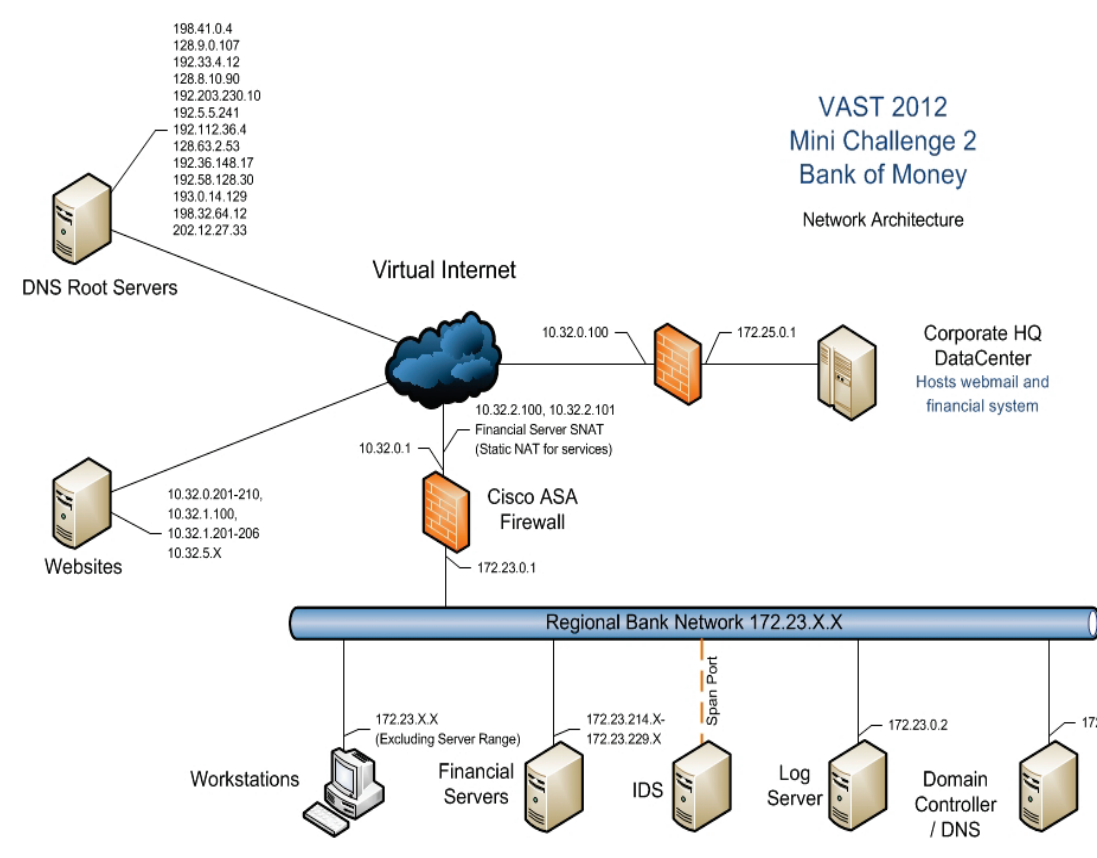 198.41.0.4
128.9.0.107
192.33.4.12
128.8.10.90
192.203.230.10
192.5.5.241
192.112.36.4
128.63.2.53
192.36.148.17
192.58.128.30
193.0.14.129
198.32.64.12
202.12.27.33
DNS Root Servers
VAST 2012
Mini Challenge 2
Bank of Money
Network Architecture
Virtual Internet
10.32.0.100
172.25.0.1
Corporate HQ
DataCenter
Hosts webmail and
financial system
10.32.2.100, 10.32.2.101
Financial Server SNAT
(Static NAT for services)
10.32.0.1
Cisco ASA
Firewall
172.23.0.1
10.32.0.201-210,
10.32.1.100,
10.32.1.201-206
10.32.5.X
Websites
Regional Bank Network 172.23.X.X
Span Port
172.23.X.X
(Excluding Server Range)
Workstations
172.23.214.X-
172.23.229.X
Financial
Servers
IDS
172.23.0.2
Log
Server
172
Domain
Controller
/ DNS